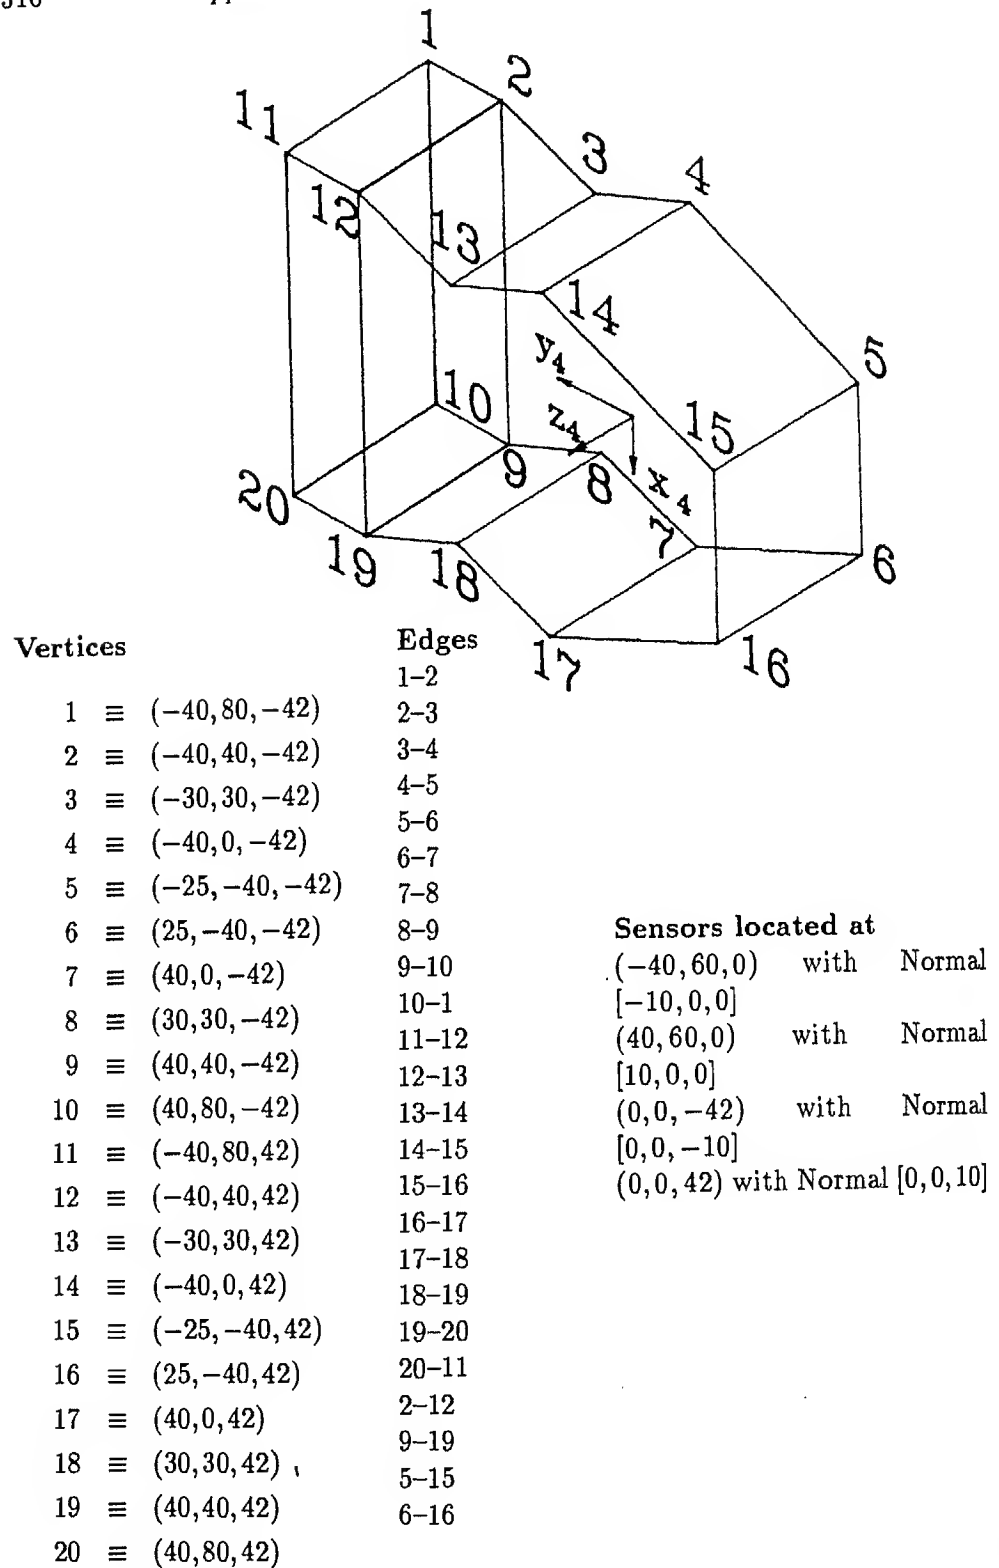 1
2
3
4
11
12
13
14
y₄
5
10
z₄
15
9
8
x₄
20
7
6
19
18
17
16
Vertices
1 ≡ (−40,80,−42)
2 ≡ (−40,40,−42)
3 ≡ (−30,30,−42)
4 ≡ (−40,0,−42)
5 ≡ (−25,−40,−42)
6 ≡ (25,−40,−42)
7 ≡ (40,0,−42)
8 ≡ (30,30,−42)
9 ≡ (40,40,−42)
10 ≡ (40,80,−42)
11 ≡ (−40,80,42)
12 ≡ (−40,40,42)
13 ≡ (−30,30,42)
14 ≡ (−40,0,42)
15 ≡ (−25,−40,42)
16 ≡ (25,−40,42)
17 ≡ (40,0,42)
18 ≡ (30,30,42)
19 ≡ (40,40,42)
20 ≡ (40,80,42)
Edges
1–2
2–3
3–4
4–5
5–6
6–7
7–8
8–9
9–10
10–1
11–12
12–13
13–14
14–15
15–16
16–17
17–18
18–19
19–20
20–11
2–12
9–19
5–15
6–16
Sensors located at
(−40,60,0) with Normal
[−10,0,0]
(40,60,0) with Normal
[10,0,0]
(0,0,−42) with Normal
[0,0,−10]
(0,0,42) with Normal [0,0,10]